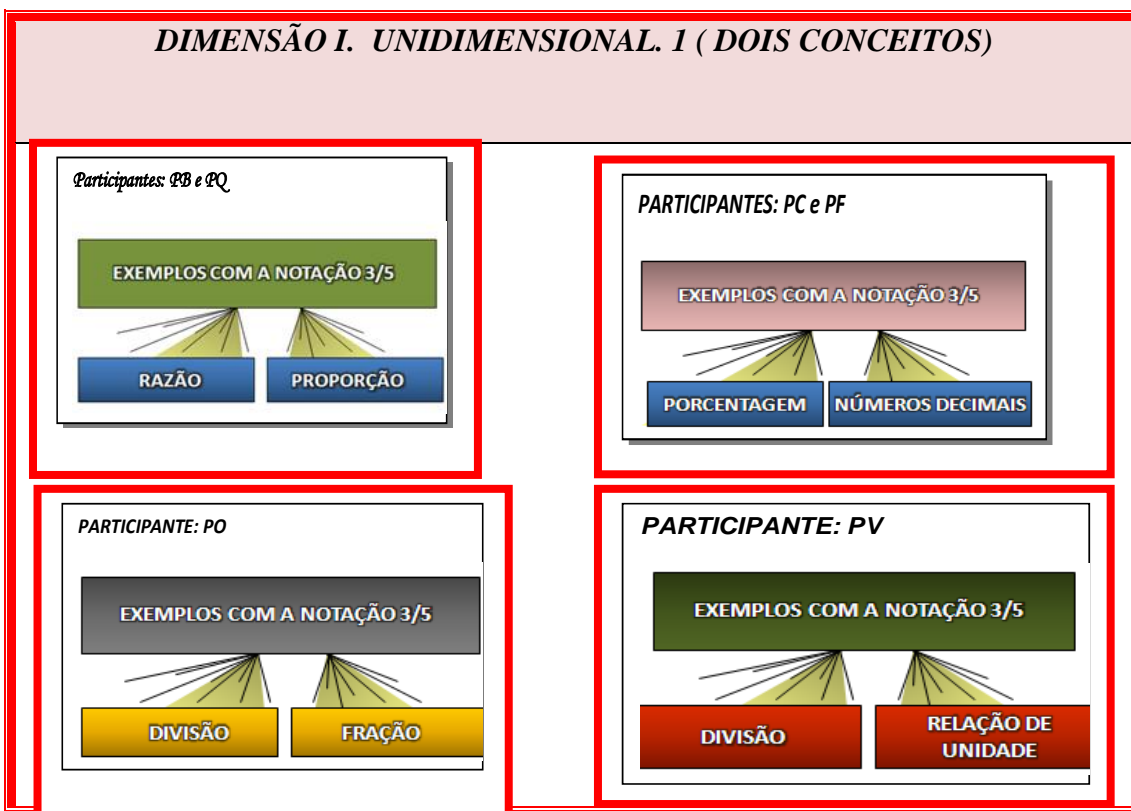 DIMENSÃO I. UNIDIMENSIONAL. 1 ( DOIS CONCEITOS)
Participantes: PB e PQ
EXEMPLOS COM A NOTAÇÃO 3/5
RAZÃO
PROPORÇÃO
PARTICIPANTES: PC e PF
EXEMPLOS COM A NOTAÇÃO 3/5
PORCENTAGEM
NÚMEROS DECIMAIS
PARTICIPANTE: PO
EXEMPLOS COM A NOTAÇÃO 3/5
DIVISÃO
FRAÇÃO
PARTICIPANTE: PV
EXEMPLOS COM A NOTAÇÃO 3/5
DIVISÃO
RELAÇÃO DE
UNIDADE